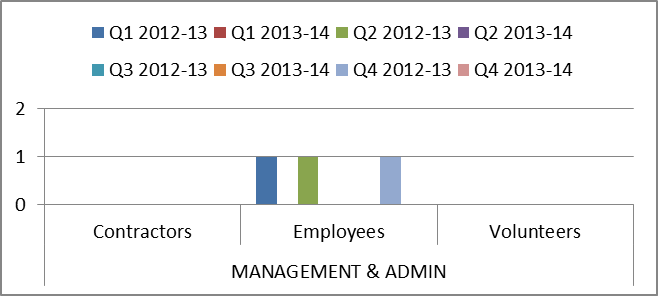 Q1 2012-13 Q1 2013-14 Q2 2012-13 Q2 2013-14
Q3 2012-13 Q3 2013-14 Q4 2012-13 Q4 2013-14
2
1
0
Contractors Employees Volunteers
MANAGEMENT & ADMIN